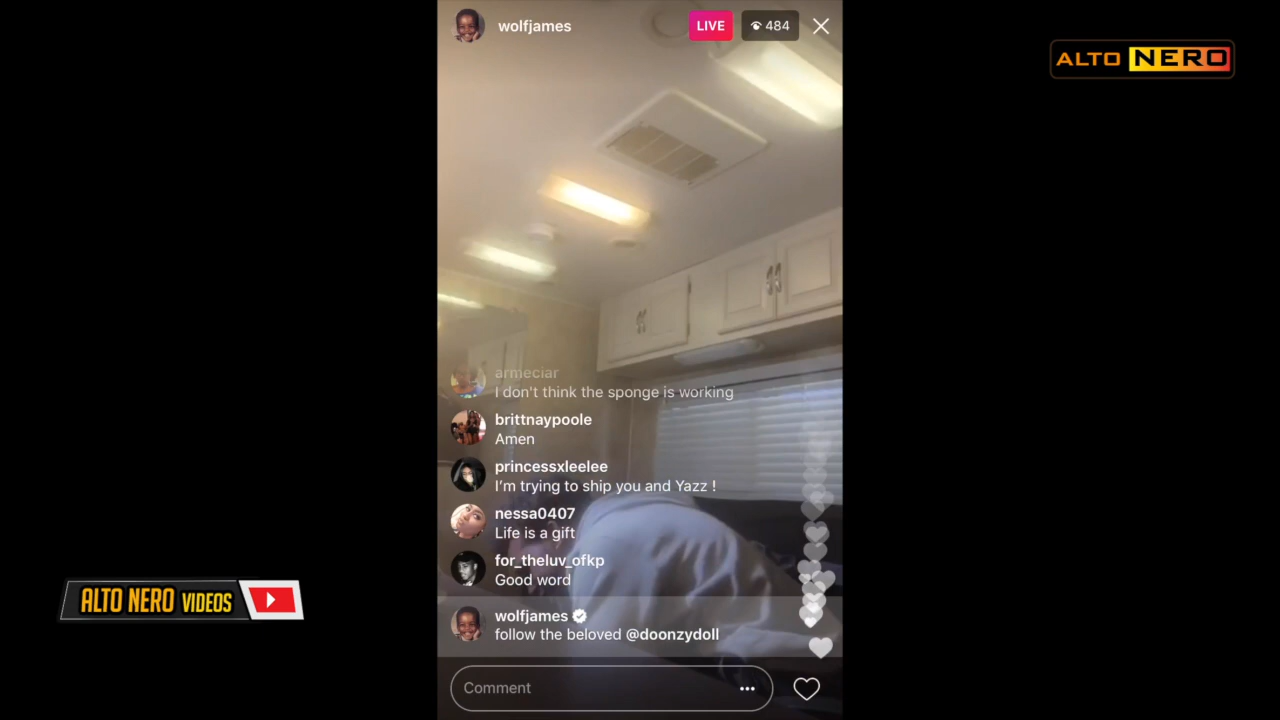 wolfjames
LIVE
484
ALTO NERO
armeciar
I don't think the sponge is working
brittnaypoole
Amen
princessxleelee
I'm trying to ship you and Yazz !
nessa0407
Life is a gift
for_theluv_ofkp
Good word
ALTO NERO VIDEOS
wolfjames
follow the beloved @doonzydoll
Comment